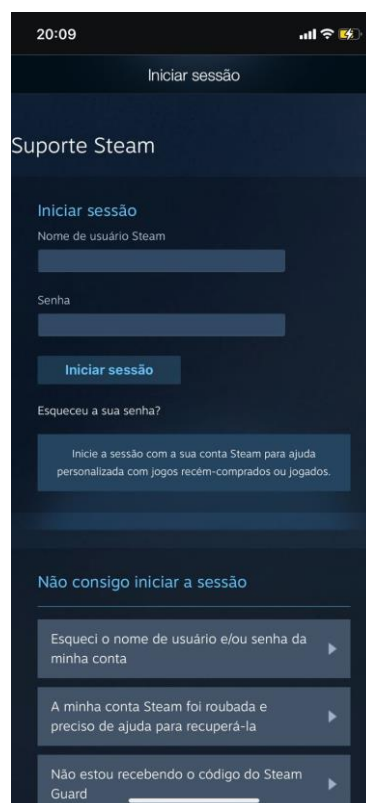 20:09
Iniciar sessão
Suporte Steam
Iniciar sessão
Nome de usuário Steam
Senha
Iniciar sessão
Esqueceu a sua senha?
Inicie a sessão com a sua conta Steam para ajuda
personalizada com jogos recém-comprados ou jogados.
Não consigo iniciar a sessão
Esqueci o nome de usuário e/ou senha da
minha conta
A minha conta Steam foi roubada e
preciso de ajuda para recuperá-la
Não estou recebendo o código do Steam
Guard